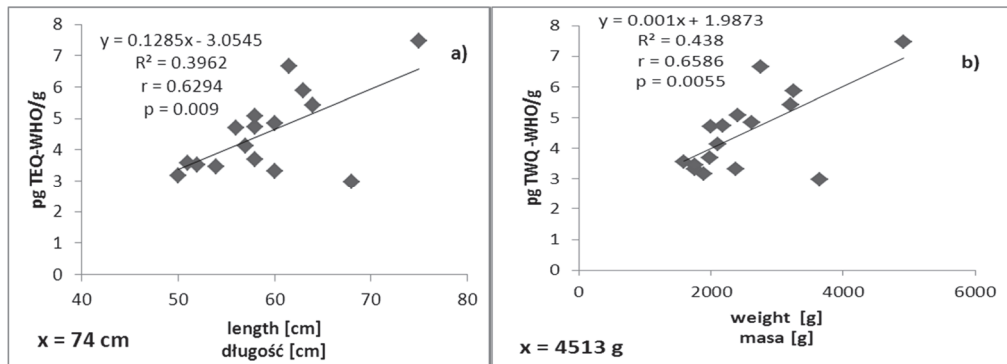 y = 0.1285x - 3.0545
R² = 0.3962
r = 0.6294
p = 0.009
a)
pg TEQ-WHO/g
8
7
6
5
4
3
2
1
0
40
50
60
70
80
length [cm]
długość [cm]
x = 74 cm
y = 0.001x + 1.9873
R² = 0.438
r = 0.6586
p = 0.0055
b)
pg TWQ-WHO/g
8
7
6
5
4
3
2
1
0
0
2000
4000
6000
weight [g]
masa [g]
x = 4513 g